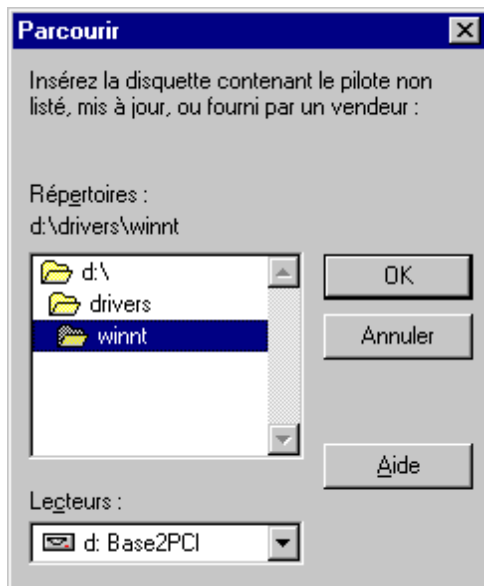 Parcourir
Insérez la disquette contenant le pilote non
listé, mis à jour, ou fourni par un vendeur :
Répertoires :
d:\drivers\winnt
d:\
drivers
winnt
OK
Annuler
Aide
Lecteurs :
d: Base2PCI